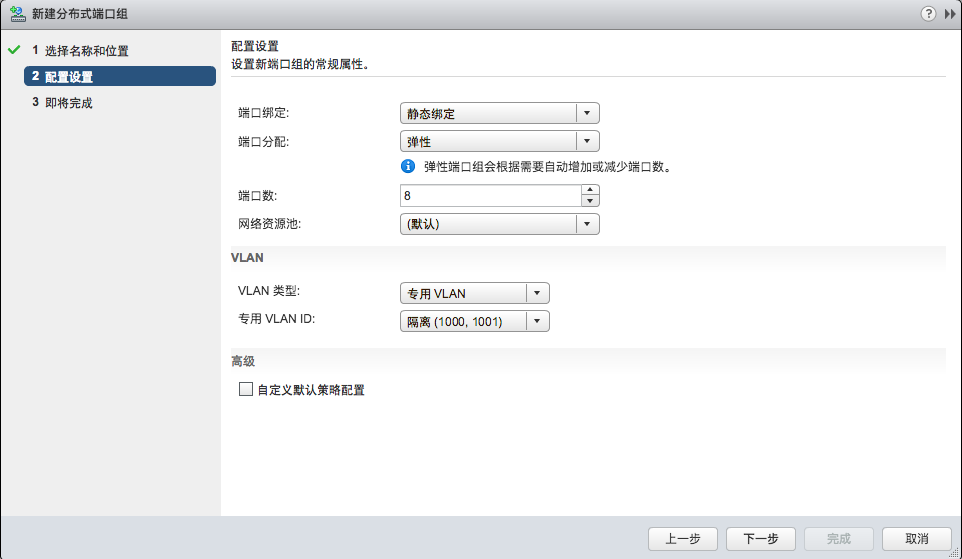 新建分布式端口组
?
1 选择名称和位置
2 配置设置
3 即将完成
配置设置
设置新端口组的常规属性。
端口绑定: 静态绑定
端口分配: 弹性
弹性端口组会根据需要自动增加或减少端口数。
端口数: 8
网络资源池: (默认)
VLAN
VLAN 类型: 专用 VLAN
专用 VLAN ID: 隔离 (1000, 1001)
高级
自定义默认策略配置
上一步 下一步 完成 取消